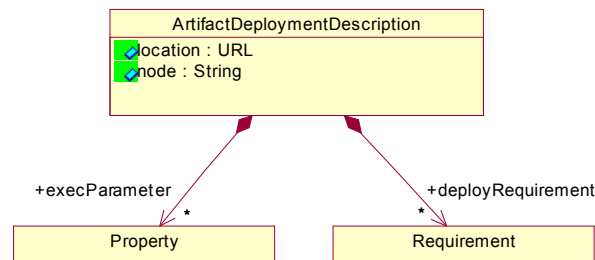 ArtifactDeploymentDescription
location : URL
node : String
+execParameter
+deployRequirement
*
*
Property
Requirement